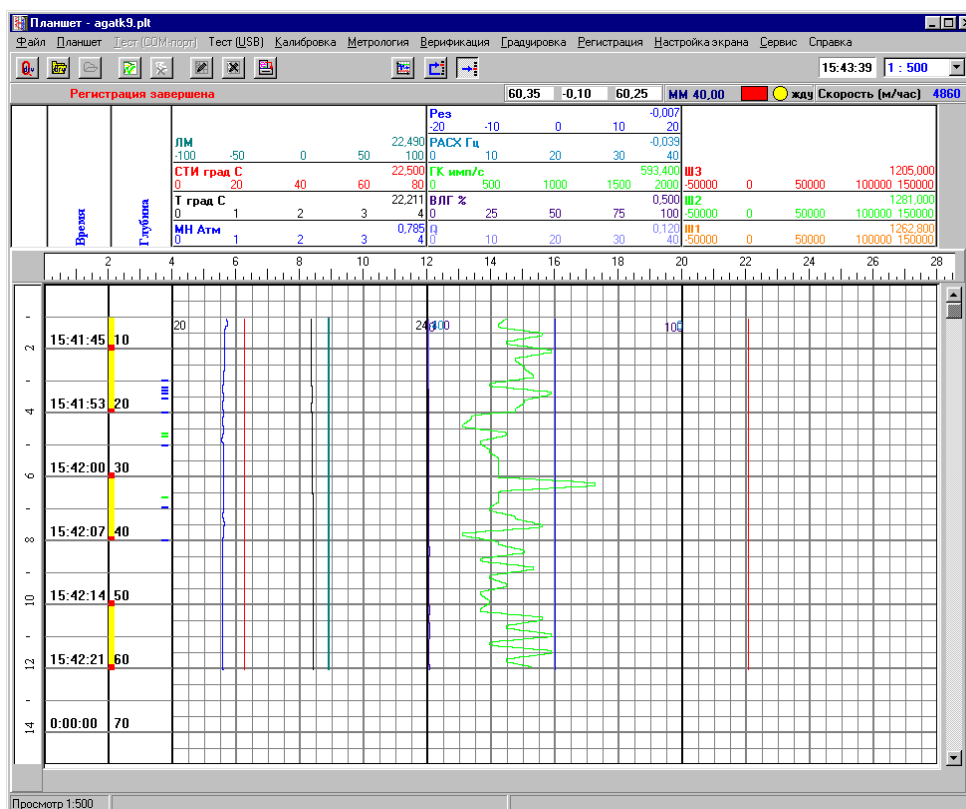 Планшет - agatk9.plt
Файл Планшет Тест (COM-порт) Тест (USB) Калибровка Метрология Верификация Градуировка Регистрация Настройка экрана Сервис Справка
15:43:39 1 : 500
Регистрация завершена 60,35 -0,10 60,25 ММ 40,00 жду Скорость (м/час) 4860
Рез -0,007
-20 -10 0 10 20
ЛМ 22,490 РАСХ Гц -0,039
-100 -50 0 50 100 0 10 20 30 40
СТИ град С 22,500 ГК имп/с 593,400 Ш3 1205,000
0 20 40 60 80 0 500 1000 1500 2000 -50000 0 50000 100000 150000
Т град С 22,211 ВЛГ % 0,500 Ш2 1281,000
0 1 2 3 4 0 25 50 75 100 -50000 0 50000 100000 150000
МН Атм 0,785 Q 0,120 Ш1 1262,800
0 1 2 3 4 0 10 20 30 40 -50000 0 50000 100000 150000
Время Глубина
2 4 6 8 10 12 14 16 18 20 22 24 26 28
20 24 100
15:41:45 10
2
15:41:53 20
4
15:42:00 30
6
15:42:07 40
8
15:42:14 50
10
15:42:21 60
12
0:00:00 70
14
Просмотр 1:500